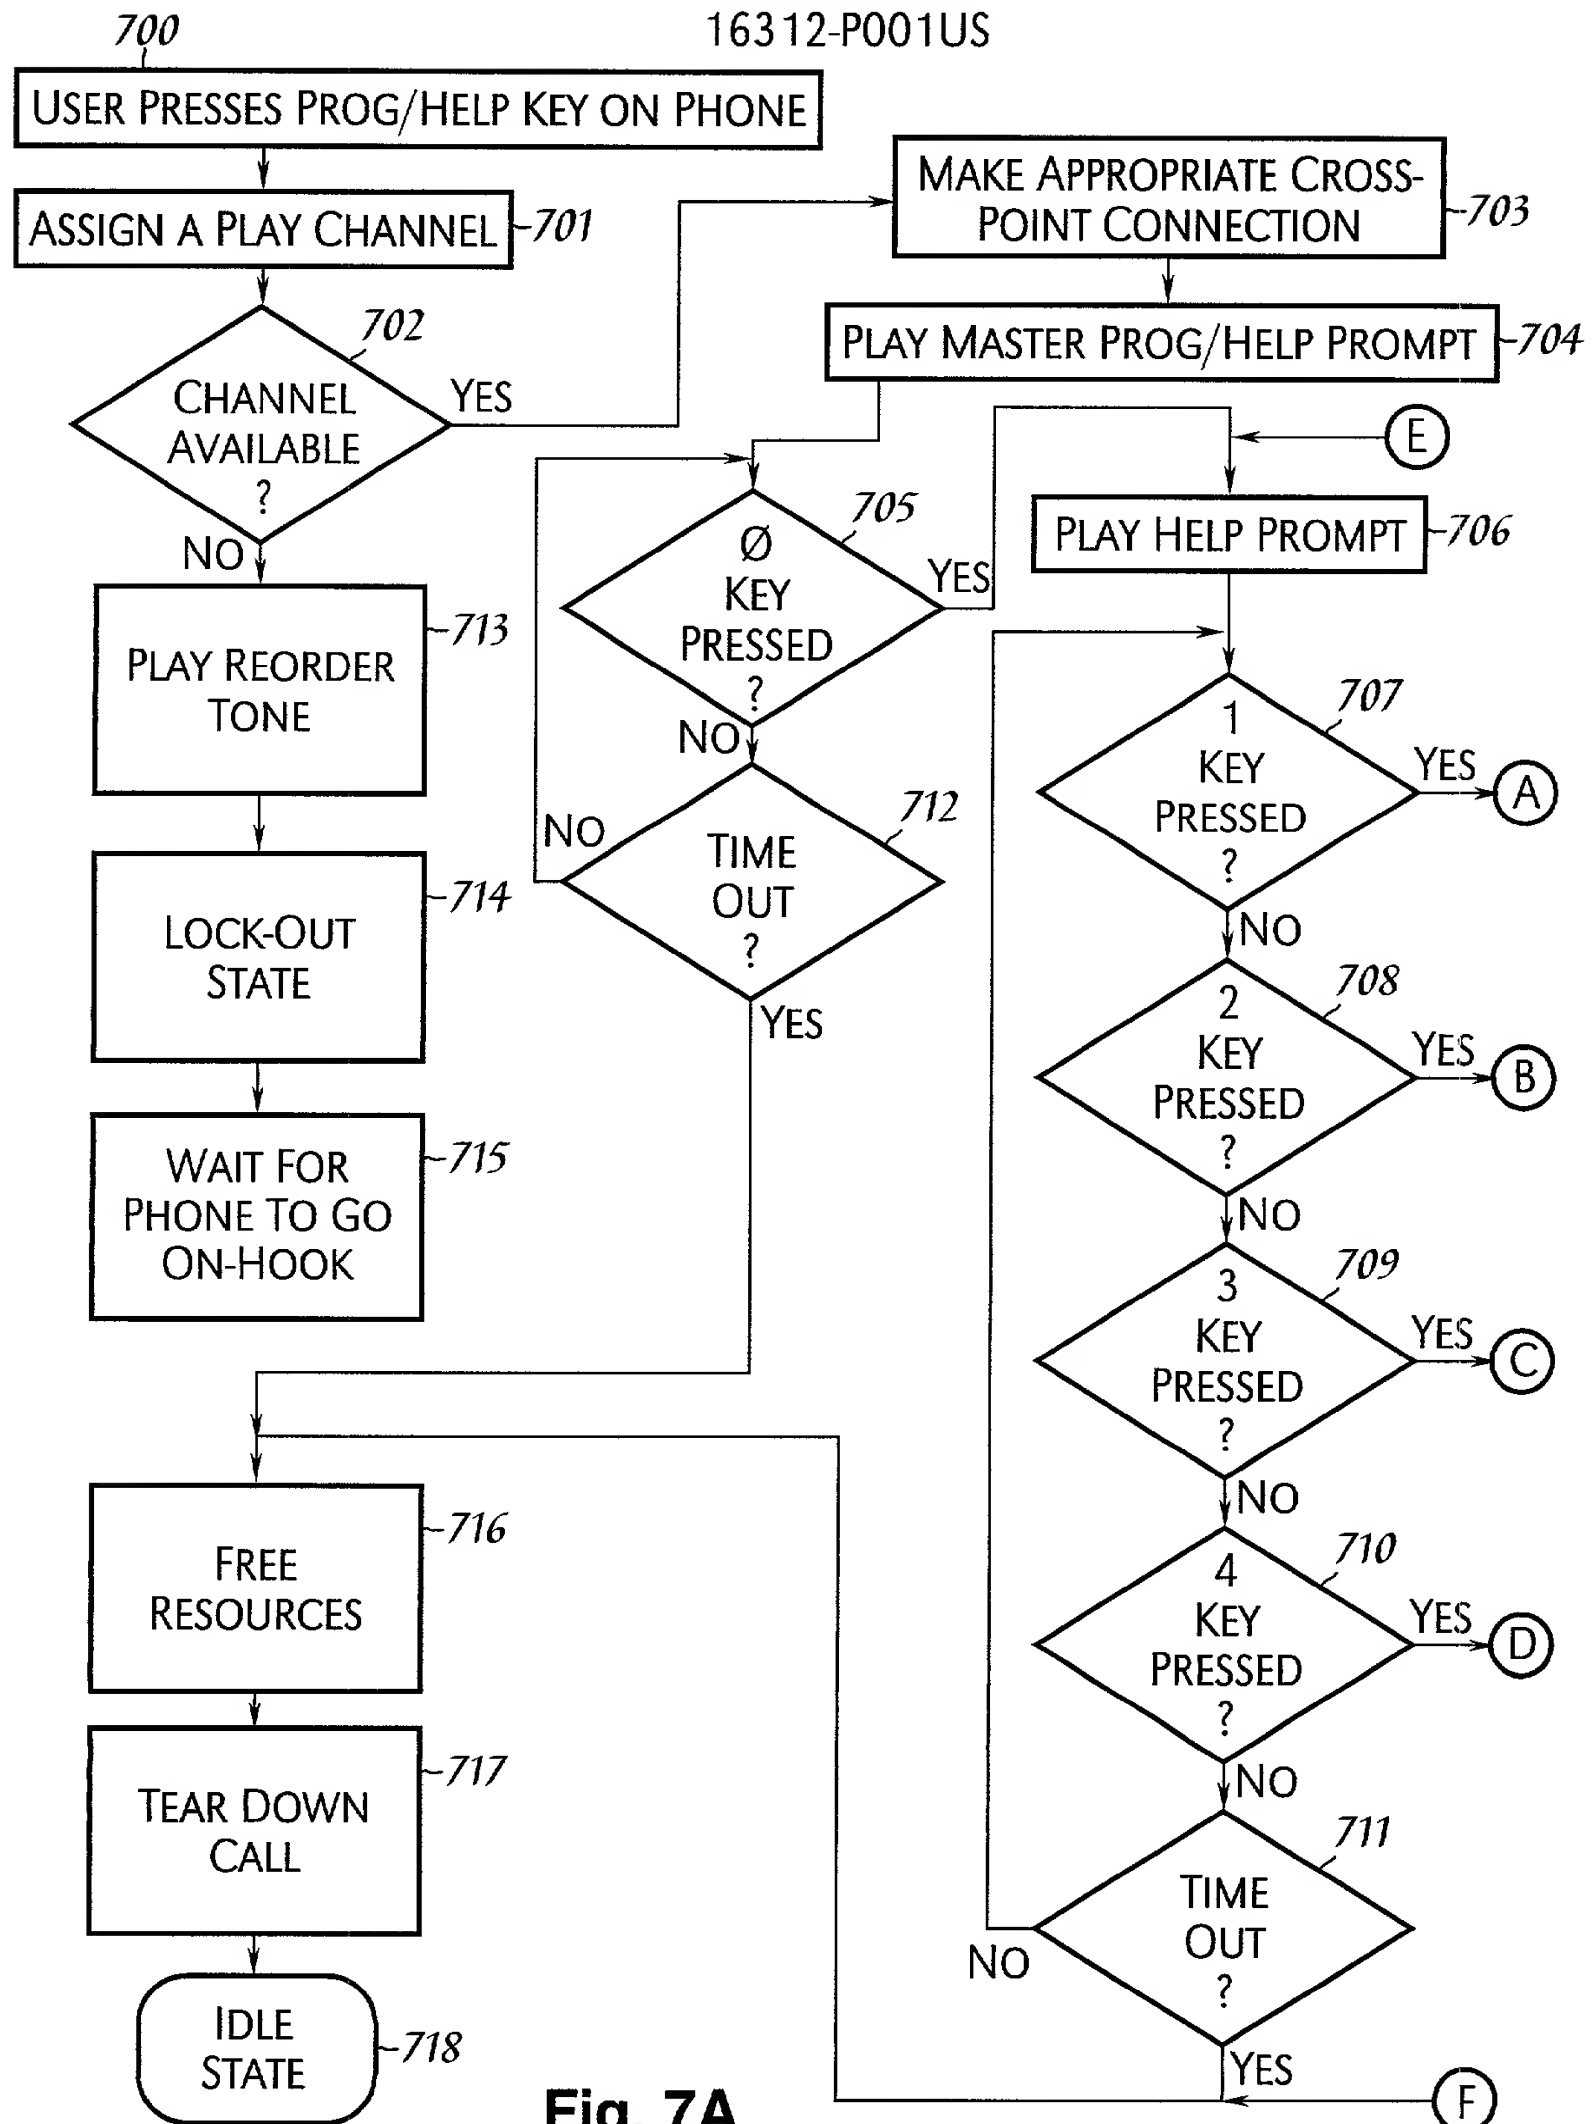 16312-P001US
700
USER PRESSES PROG/HELP KEY ON PHONE
ASSIGN A PLAY CHANNEL
701
MAKE APPROPRIATE CROSS-
POINT CONNECTION
703
702
CHANNEL
AVAILABLE
?
YES
NO
PLAY MASTER PROG/HELP PROMPT
704
E
705
Ø
KEY
PRESSED
?
YES
NO
PLAY HELP PROMPT
706
PLAY REORDER
TONE
713
707
1
KEY
PRESSED
?
YES
A
NO
712
TIME
OUT
?
NO
YES
LOCK-OUT
STATE
714
708
2
KEY
PRESSED
?
YES
B
NO
WAIT FOR
PHONE TO GO
ON-HOOK
715
709
3
KEY
PRESSED
?
YES
C
NO
FREE
RESOURCES
716
710
4
KEY
PRESSED
?
YES
D
NO
TEAR DOWN
CALL
717
711
TIME
OUT
?
NO
YES
IDLE
STATE
718
F
Fig. 7A